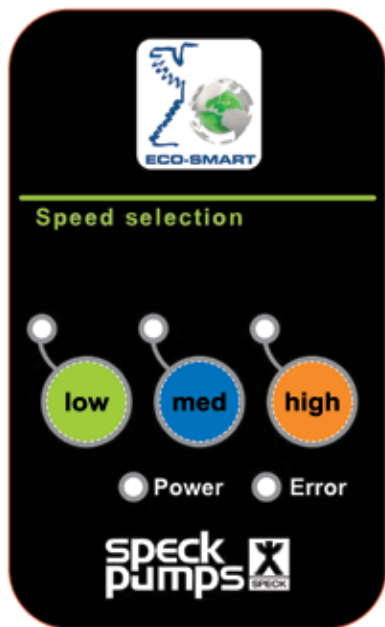 ECO-SMART
Speed selection
low med high
Power Error
speck
pumps
SPECK